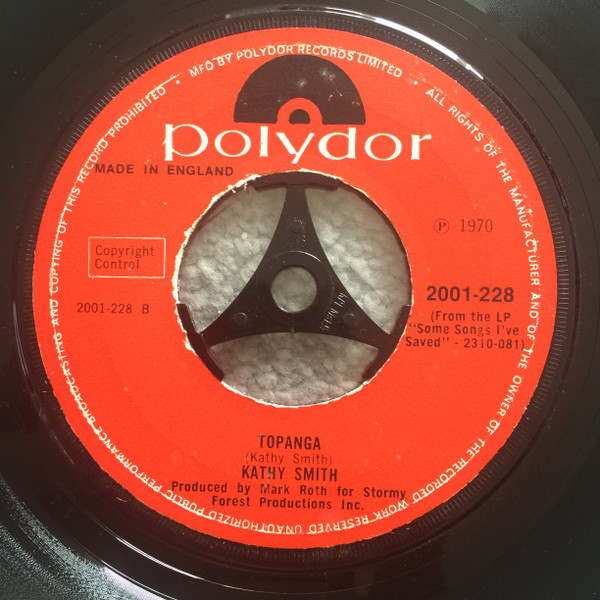 MFD BY POLYDOR RECORDS LIMITED • ALL RIGHTS OF THE MANUFACTURER AND OF THE OWNER OF THE RECORDED WORK RESERVED UNAUTHORIZED PUBLIC PERFORMANCE BROADCASTING AND COPYING OF THIS RECORD PROHIBITED •
polydor
MADE IN ENGLAND
Ⓟ 1970
Copyright
Control
2001-228 B
2001-228
(From the LP
"Some Songs I've
Saved" - 2310-081)
TOPANGA
(Kathy Smith)
KATHY SMITH
Produced by Mark Roth for Stormy
Forest Productions Inc.